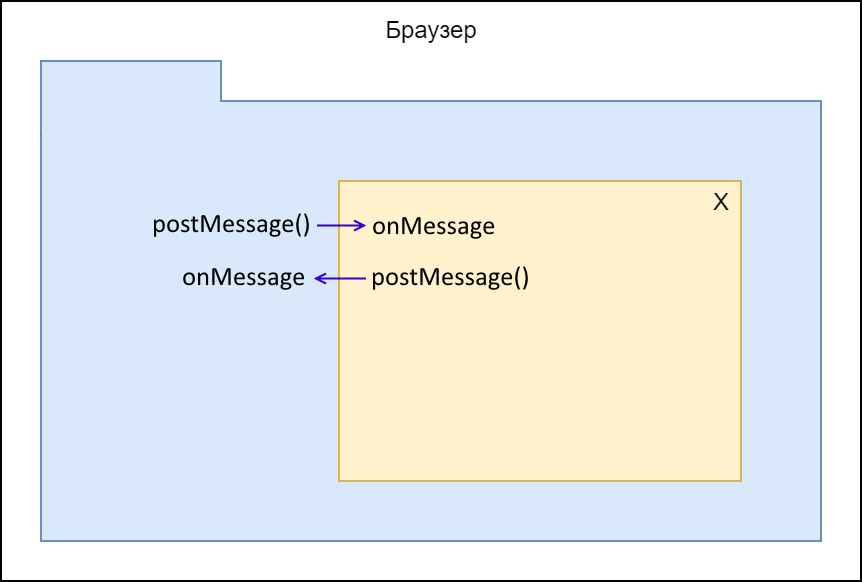 Браузер
X
postMessage() onMessage
onMessage postMessage()